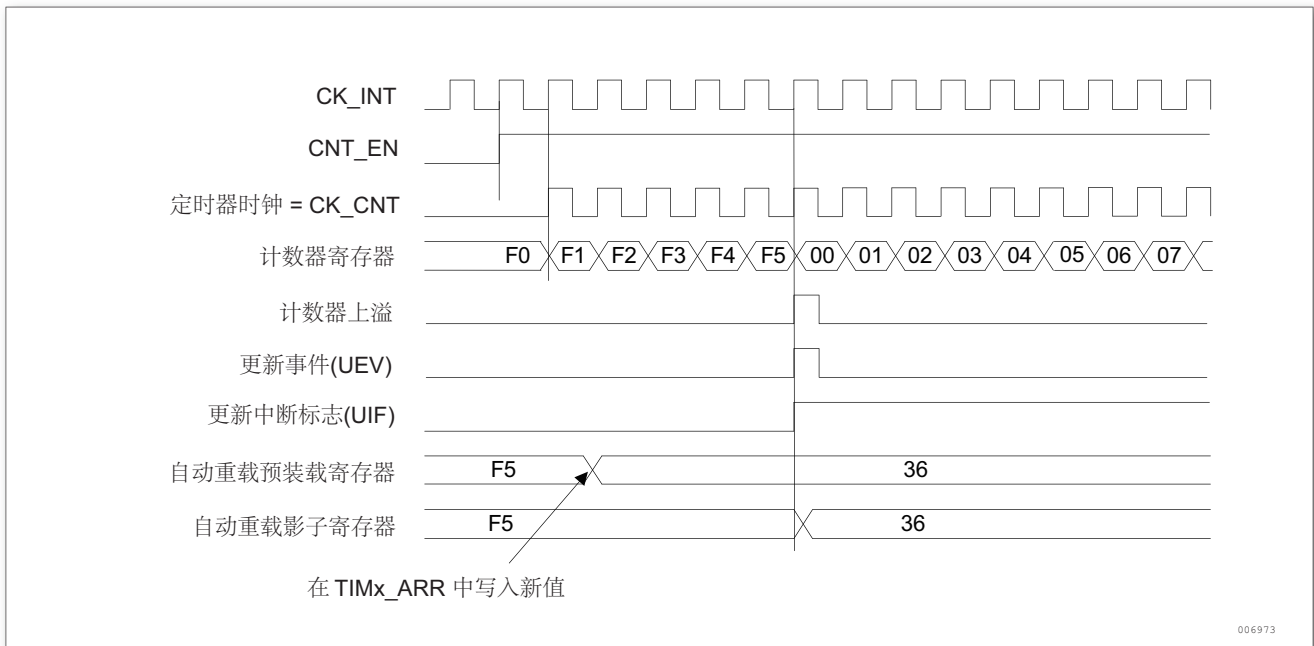 CK_INT
CNT_EN
定时器时钟 = CK_CNT
计数器寄存器 F0 F1 F2 F3 F4 F5 00 01 02 03 04 05 06 07
计数器上溢
更新事件(UEV)
更新中断标志(UIF)
自动重载预装载寄存器 F5 36
自动重载影子寄存器 F5 36
在 TIMx_ARR 中写入新值
006973